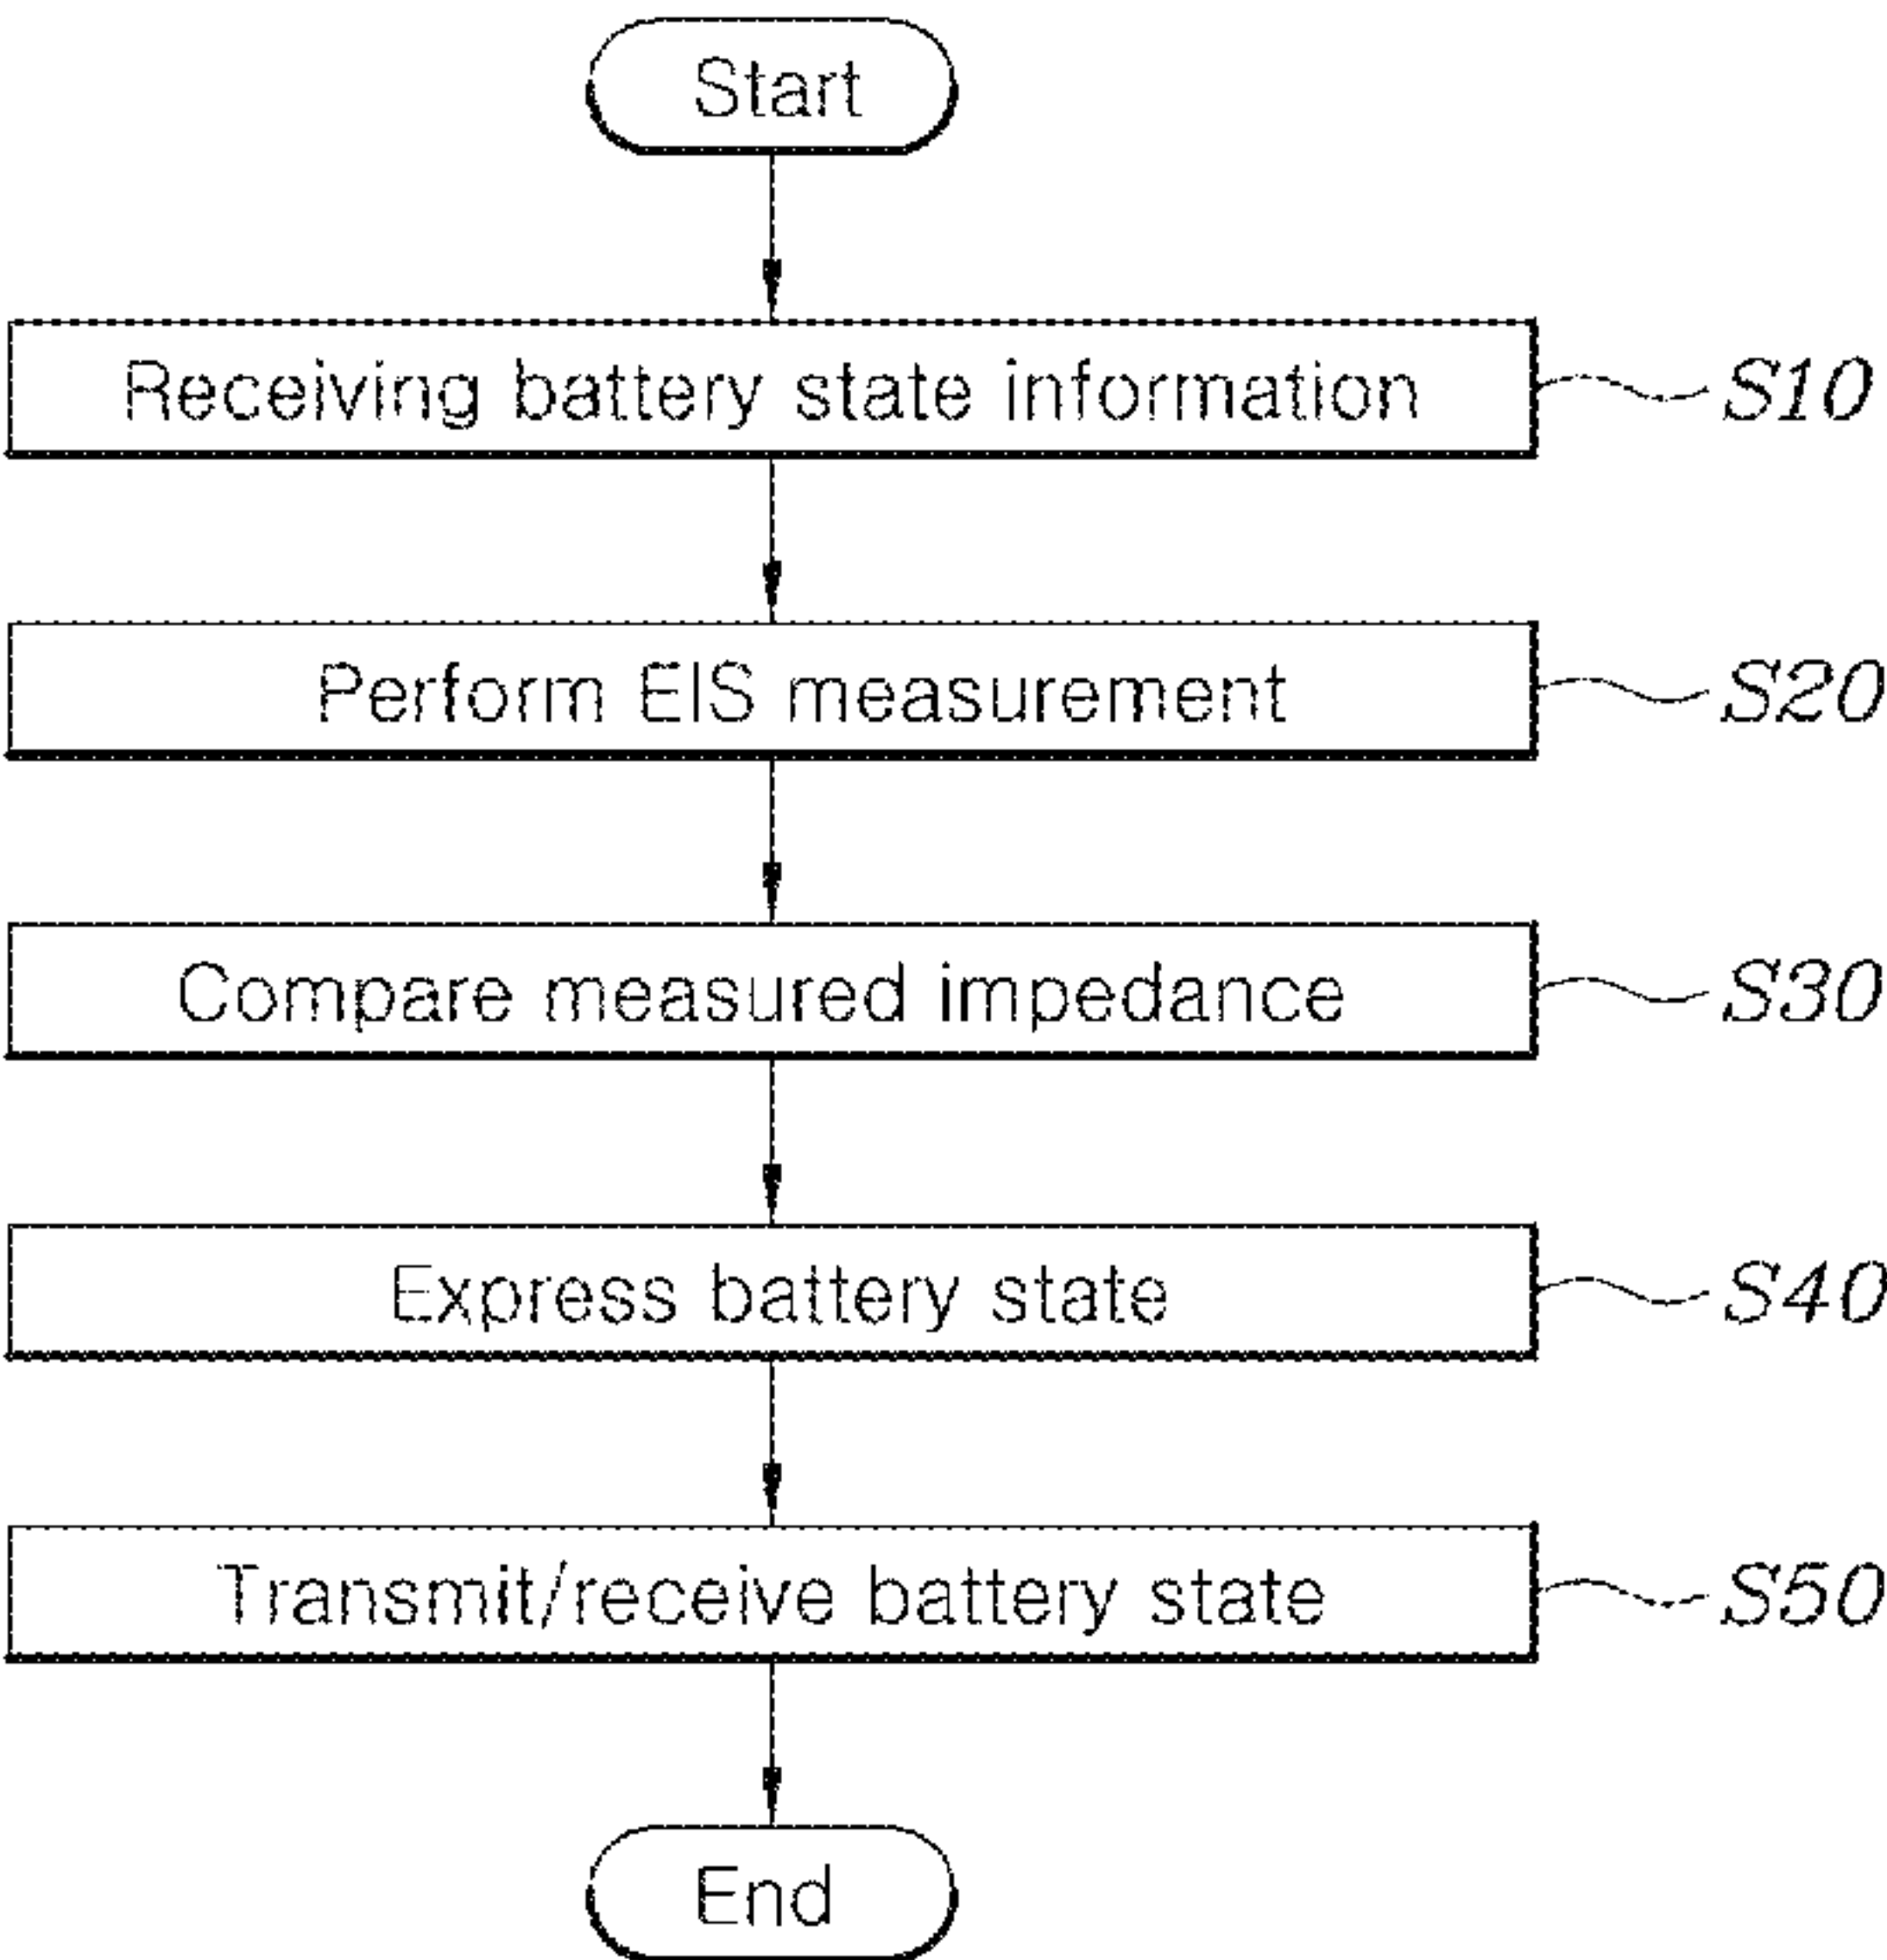 Start
Receiving battery state information
S10
Perform EIS measurement
S20
Compare measured impedance
S30
Express battery state
S40
Transmit/receive battery state
S50
End